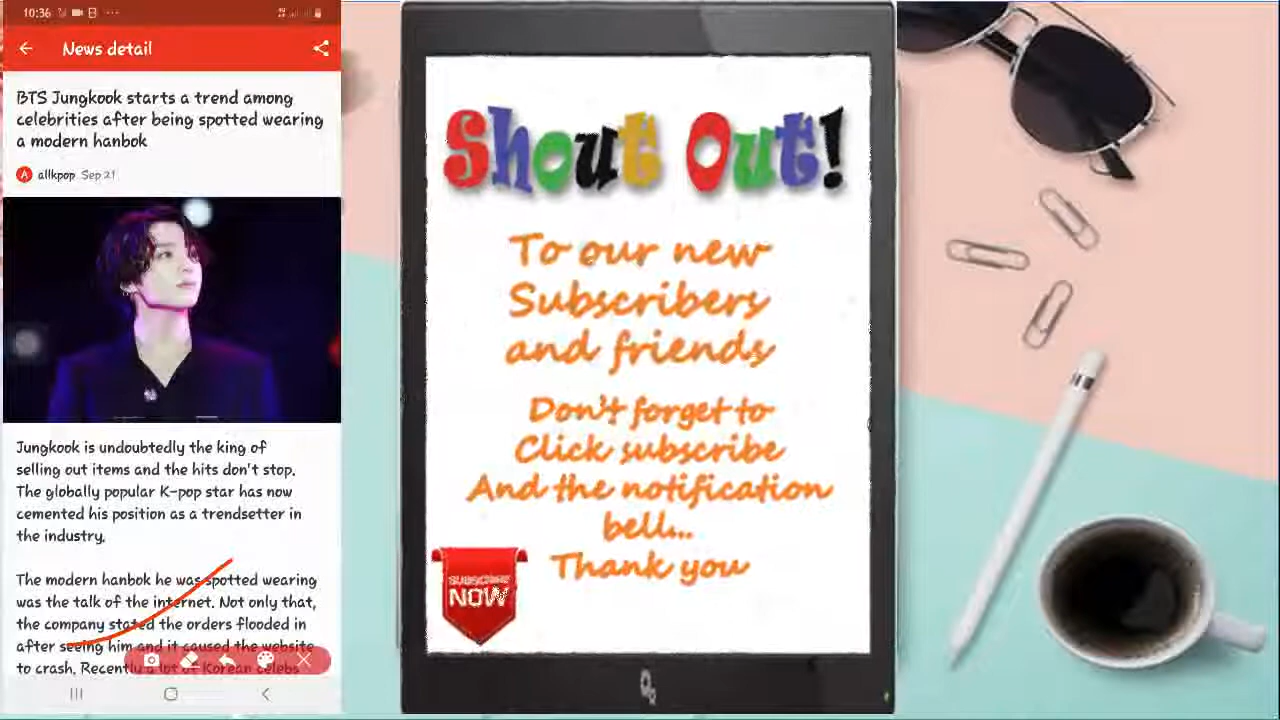 10:36
News detail
BTS Jungkook starts a trend among
celebrities after being spotted wearing
a modern hanbok
A allkpop Sep 21
Jungkook is undoubtedly the king of
selling out items and the hits don't stop.
The globally popular K-pop star has now
cemented his position as a trendsetter in
the industry.
The modern hanbok he was spotted wearing
was the talk of the internet. Not only that,
the company stated the orders flooded in
after seeing him and it caused the website
to crash. Recently a lot of Korean celebs
Shout Out!
To our new
Subscribers
and friends
Don't forget to
Click subscribe
And the notification
bell...
Thank you
SUBSCRIBE
NOW